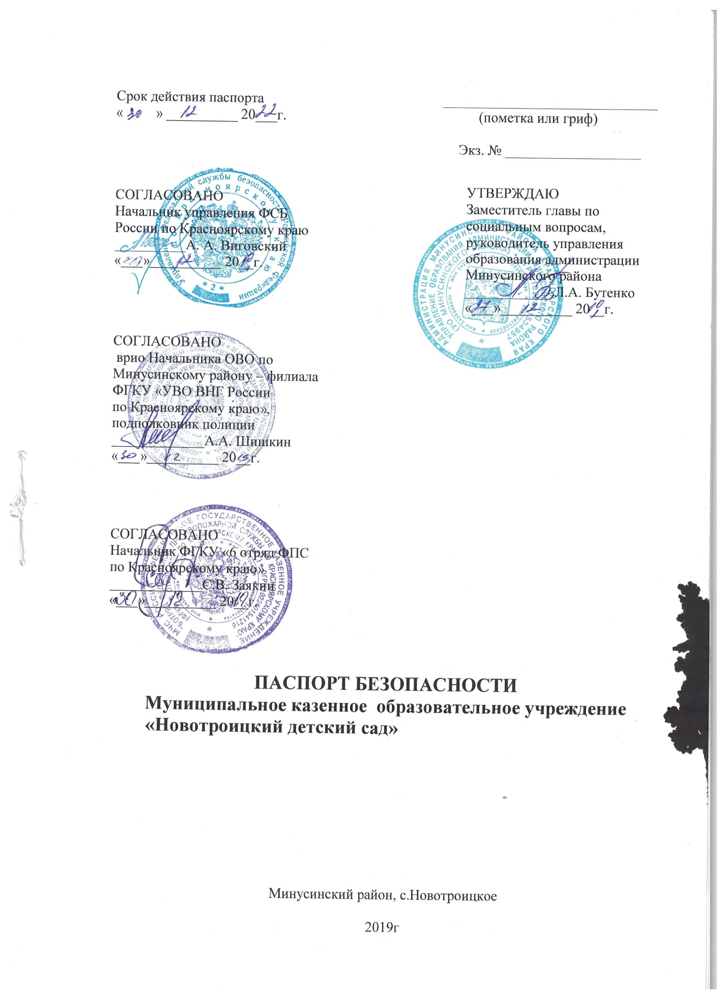 Срок действия паспорта
« 30 » 12 2022г.
(пометка или гриф)
Экз. №
СОГЛАСОВАНО
Начальник управления ФСБ
России по Красноярскому краю
А. А. Виговский
« » 12 2019г.
УТВЕРЖДАЮ
Заместитель главы по
социальным вопросам,
руководитель управления
образования администрации
Минусинского района
Л.А. Бутенко
«27» 12 2019г.
СОГЛАСОВАНО
врио Начальника ОВО по
Минусинскому району – филиала
ФГКУ «УВО ВНГ России
по Красноярскому краю»,
подполковник полиции
А.А. Шишкин
«30» 12 2019г.
СОГЛАСОВАНО
Начальник ФГКУ «6 отряд ФПС
по Красноярскому краю»
С.В. Заякин
«30» 12 2019г.
ПАСПОРТ БЕЗОПАСНОСТИ
Муниципальное казенное образовательное учреждение
«Новотроицкий детский сад»
Минусинский район, с.Новотроицкое
2019г